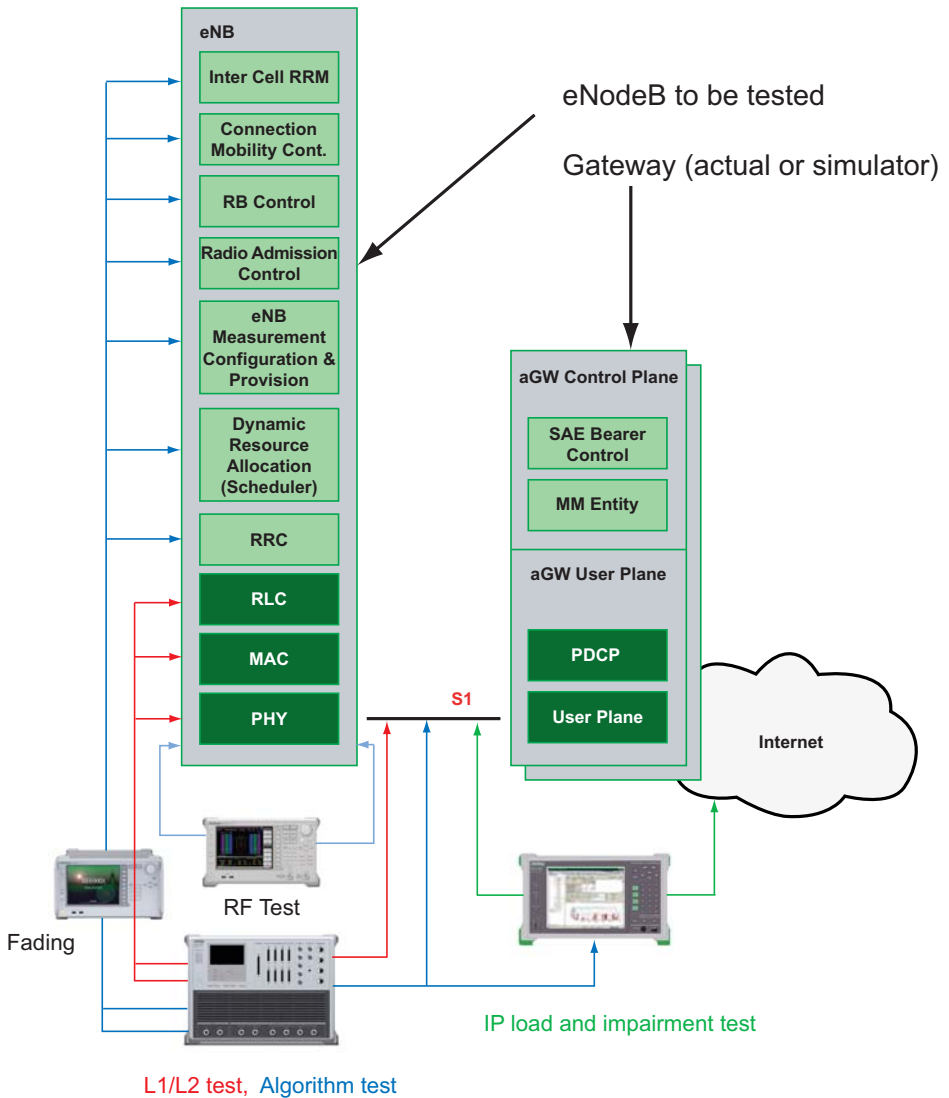 eNB
Inter Cell RRM
Connection
Mobility Cont.
RB Control
Radio Admission
Control
eNB
Measurement
Configuration &
Provision
Dynamic
Resource
Allocation
(Scheduler)
RRC
RLC
MAC
PHY
eNodeB to be tested
Gateway (actual or simulator)
aGW Control Plane
SAE Bearer
Control
MM Entity
aGW User Plane
PDCP
User Plane
S1
Internet
RF Test
Fading
IP load and impairment test
L1/L2 test, Algorithm test